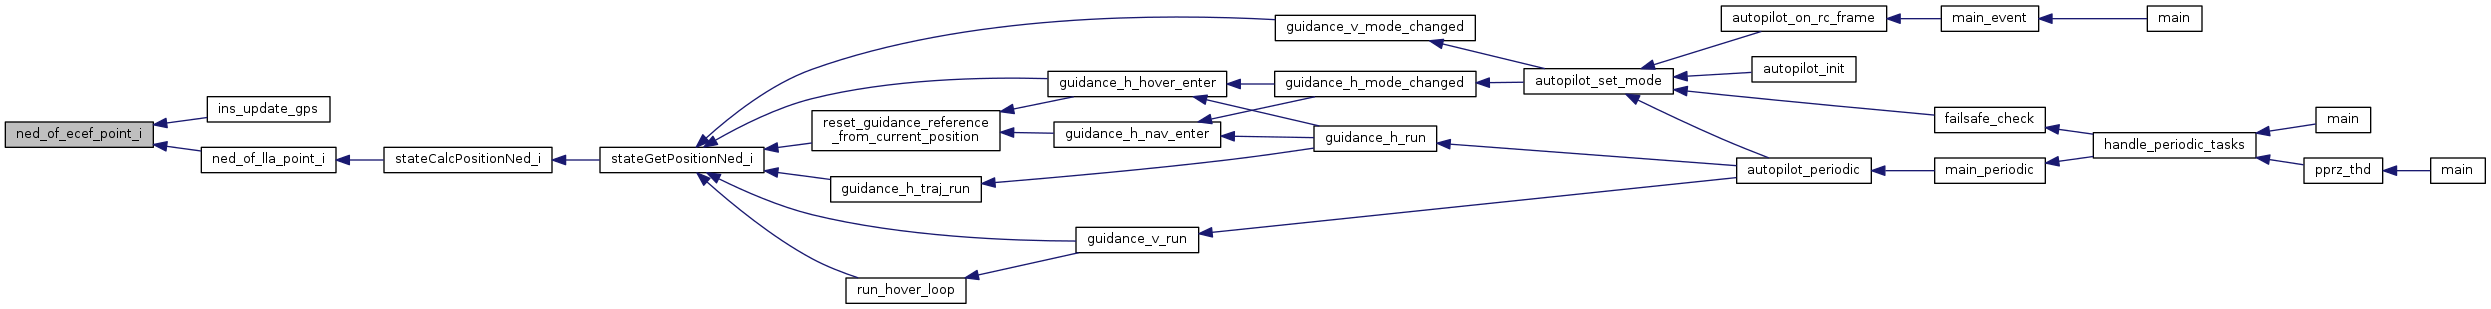 ned_of_ecef_point_i
ins_update_gps
ned_of_lla_point_i
stateCalcPositionNed_i
stateGetPositionNed_i
guidance_v_mode_changed
guidance_h_hover_enter
reset_guidance_reference
_from_current_position
guidance_h_traj_run
guidance_v_run
run_hover_loop
guidance_h_mode_changed
guidance_h_nav_enter
guidance_h_run
autopilot_set_mode
autopilot_on_rc_frame
main_event
main
autopilot_init
failsafe_check
autopilot_periodic
main_periodic
handle_periodic_tasks
main
pprz_thd
main